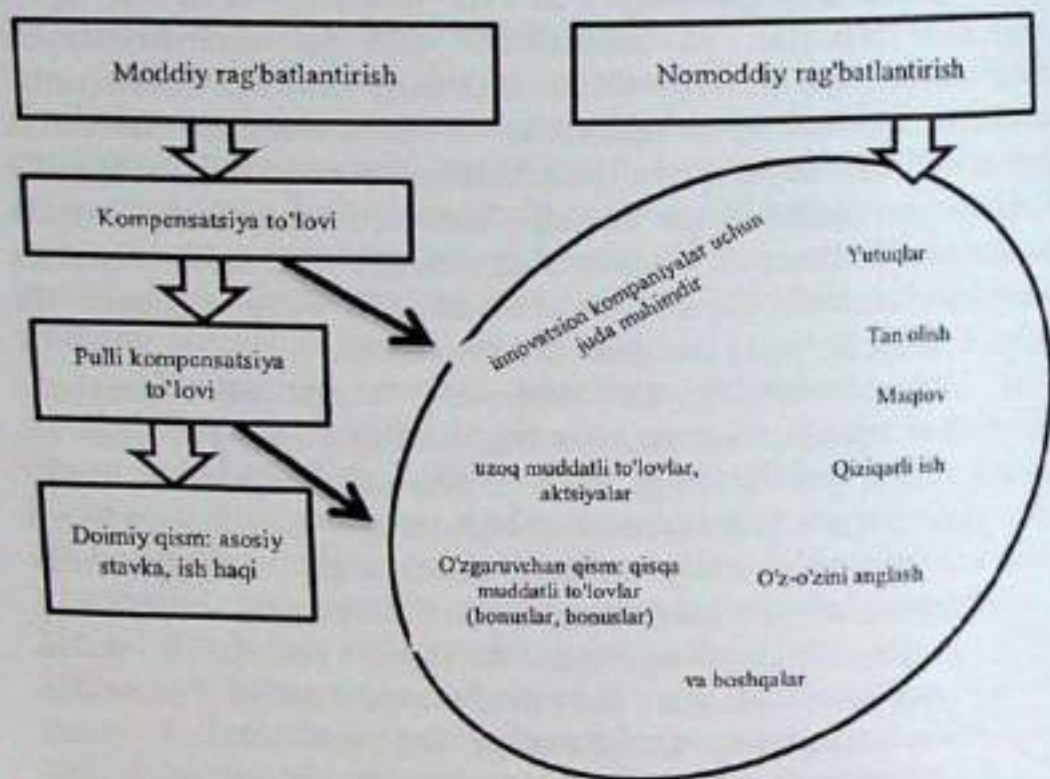 Moddiy rag'batlantirish
Nomoddiy rag'batlantirish
Kompensatsiya to'lovi
Pulli kompensatsiya
to'lovi
Doimiy qism: asosiy
stavka, ish haqi
innovatsion kompaniyalar uchun
juda muhimdir
Yutuqlar
Tan olish
Maqlov
uzoq muddatli to'lovlar,
aktsiyalar
Qiziqarli ish
O'zgaruvchan qism: qisqa
muddatli to'lovlar
(bonuslar, bonuslar)
O'z-o'zini anglash
va boshqalar